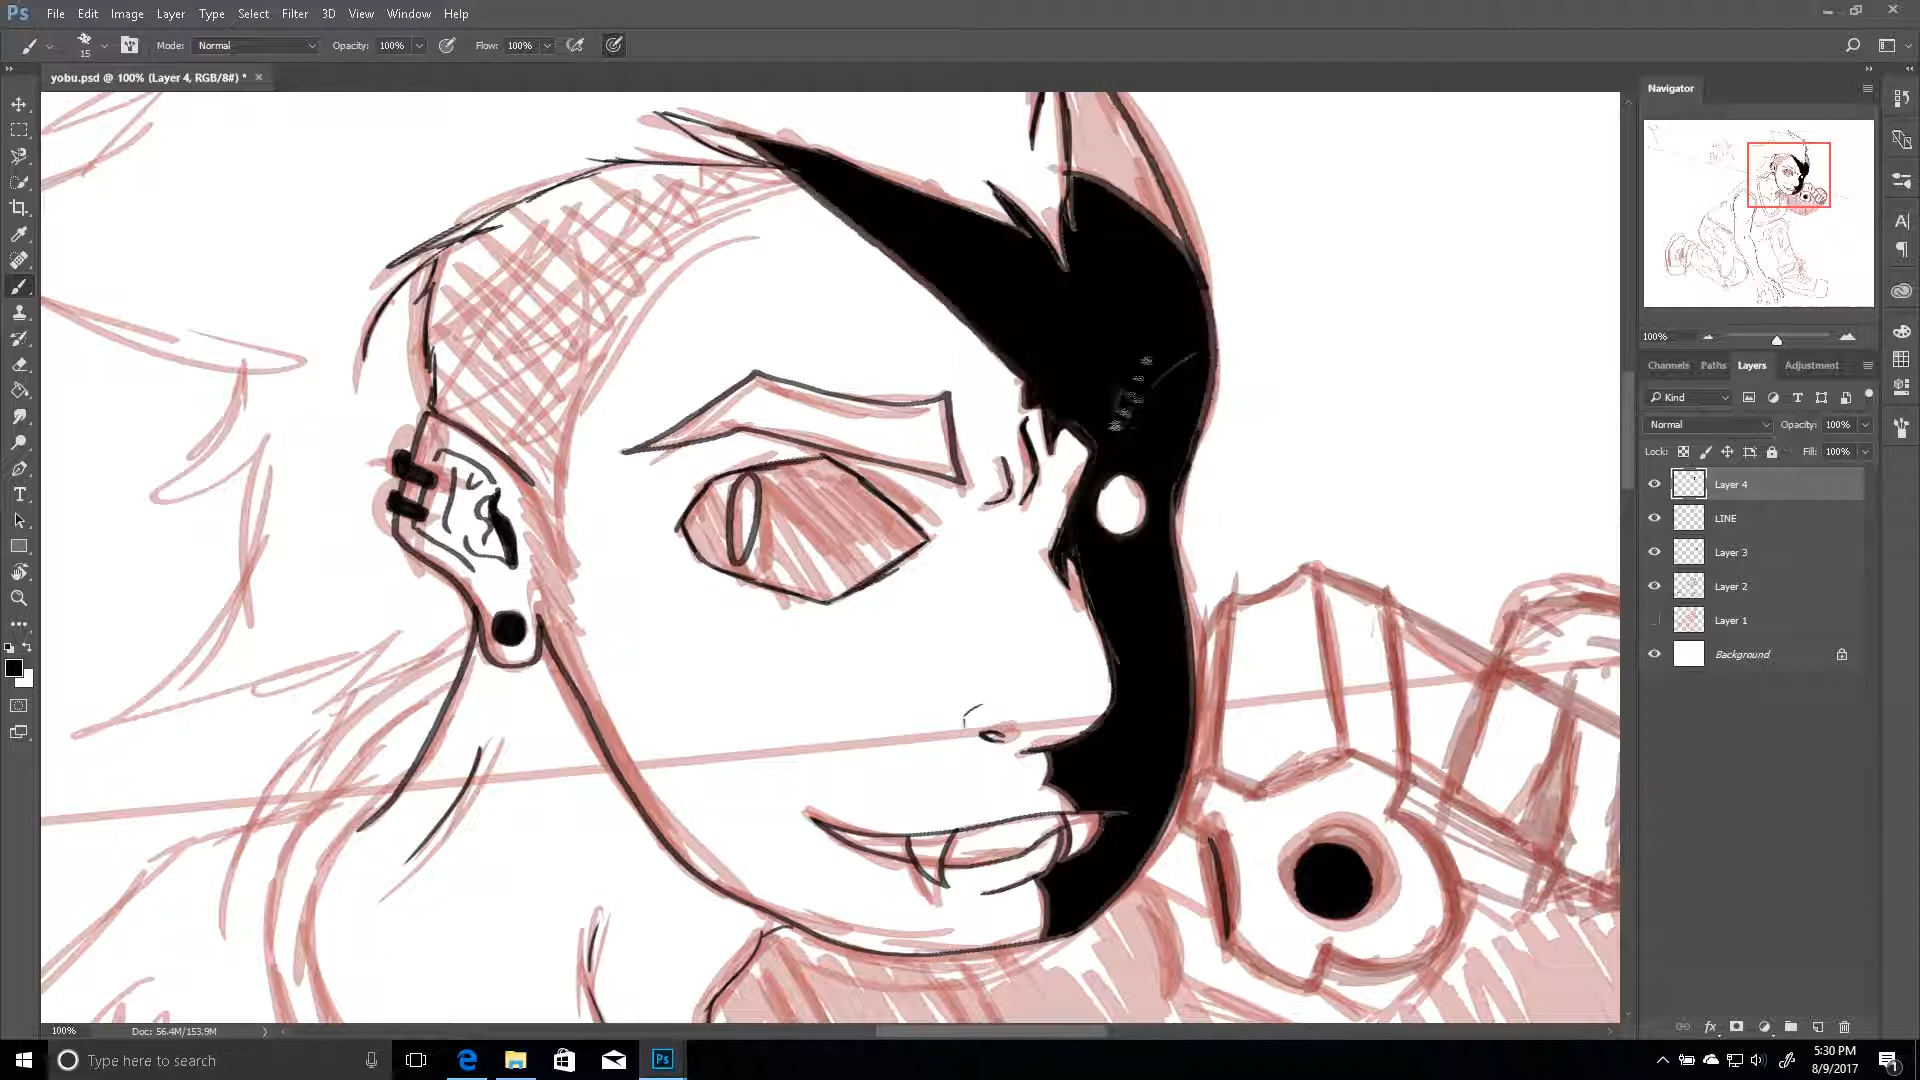 Ps File Edit Image Layer Type Select Filter 3D View Window Help
15 Mode: Normal Opacity: 100% Flow: 100%
yobu.psd @ 100% (Layer 4, RGB/8#) *
Navigator
100%
Channels Paths Layers Adjustment
Kind
Normal Opacity: 100%
Lock: Fill: 100%
Layer 4
LINE
Layer 3
Layer 2
Layer 1
Background
100% Doc: 56.4M/153.9M
Type here to search
Ps
5:30 PM
8/9/2017
1